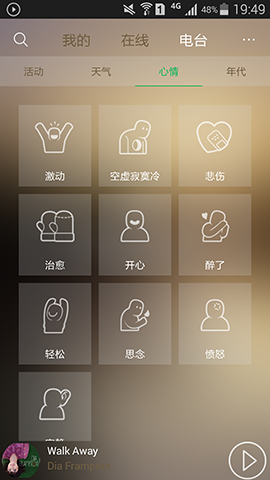 4G 1 48% 19:49
我的 在线 电台
活动 天气 心情 年代
激动 空虚寂寞冷 悲伤
治愈 开心 醉了
轻松 思念 愤怒
Walk Away
Dia Framp